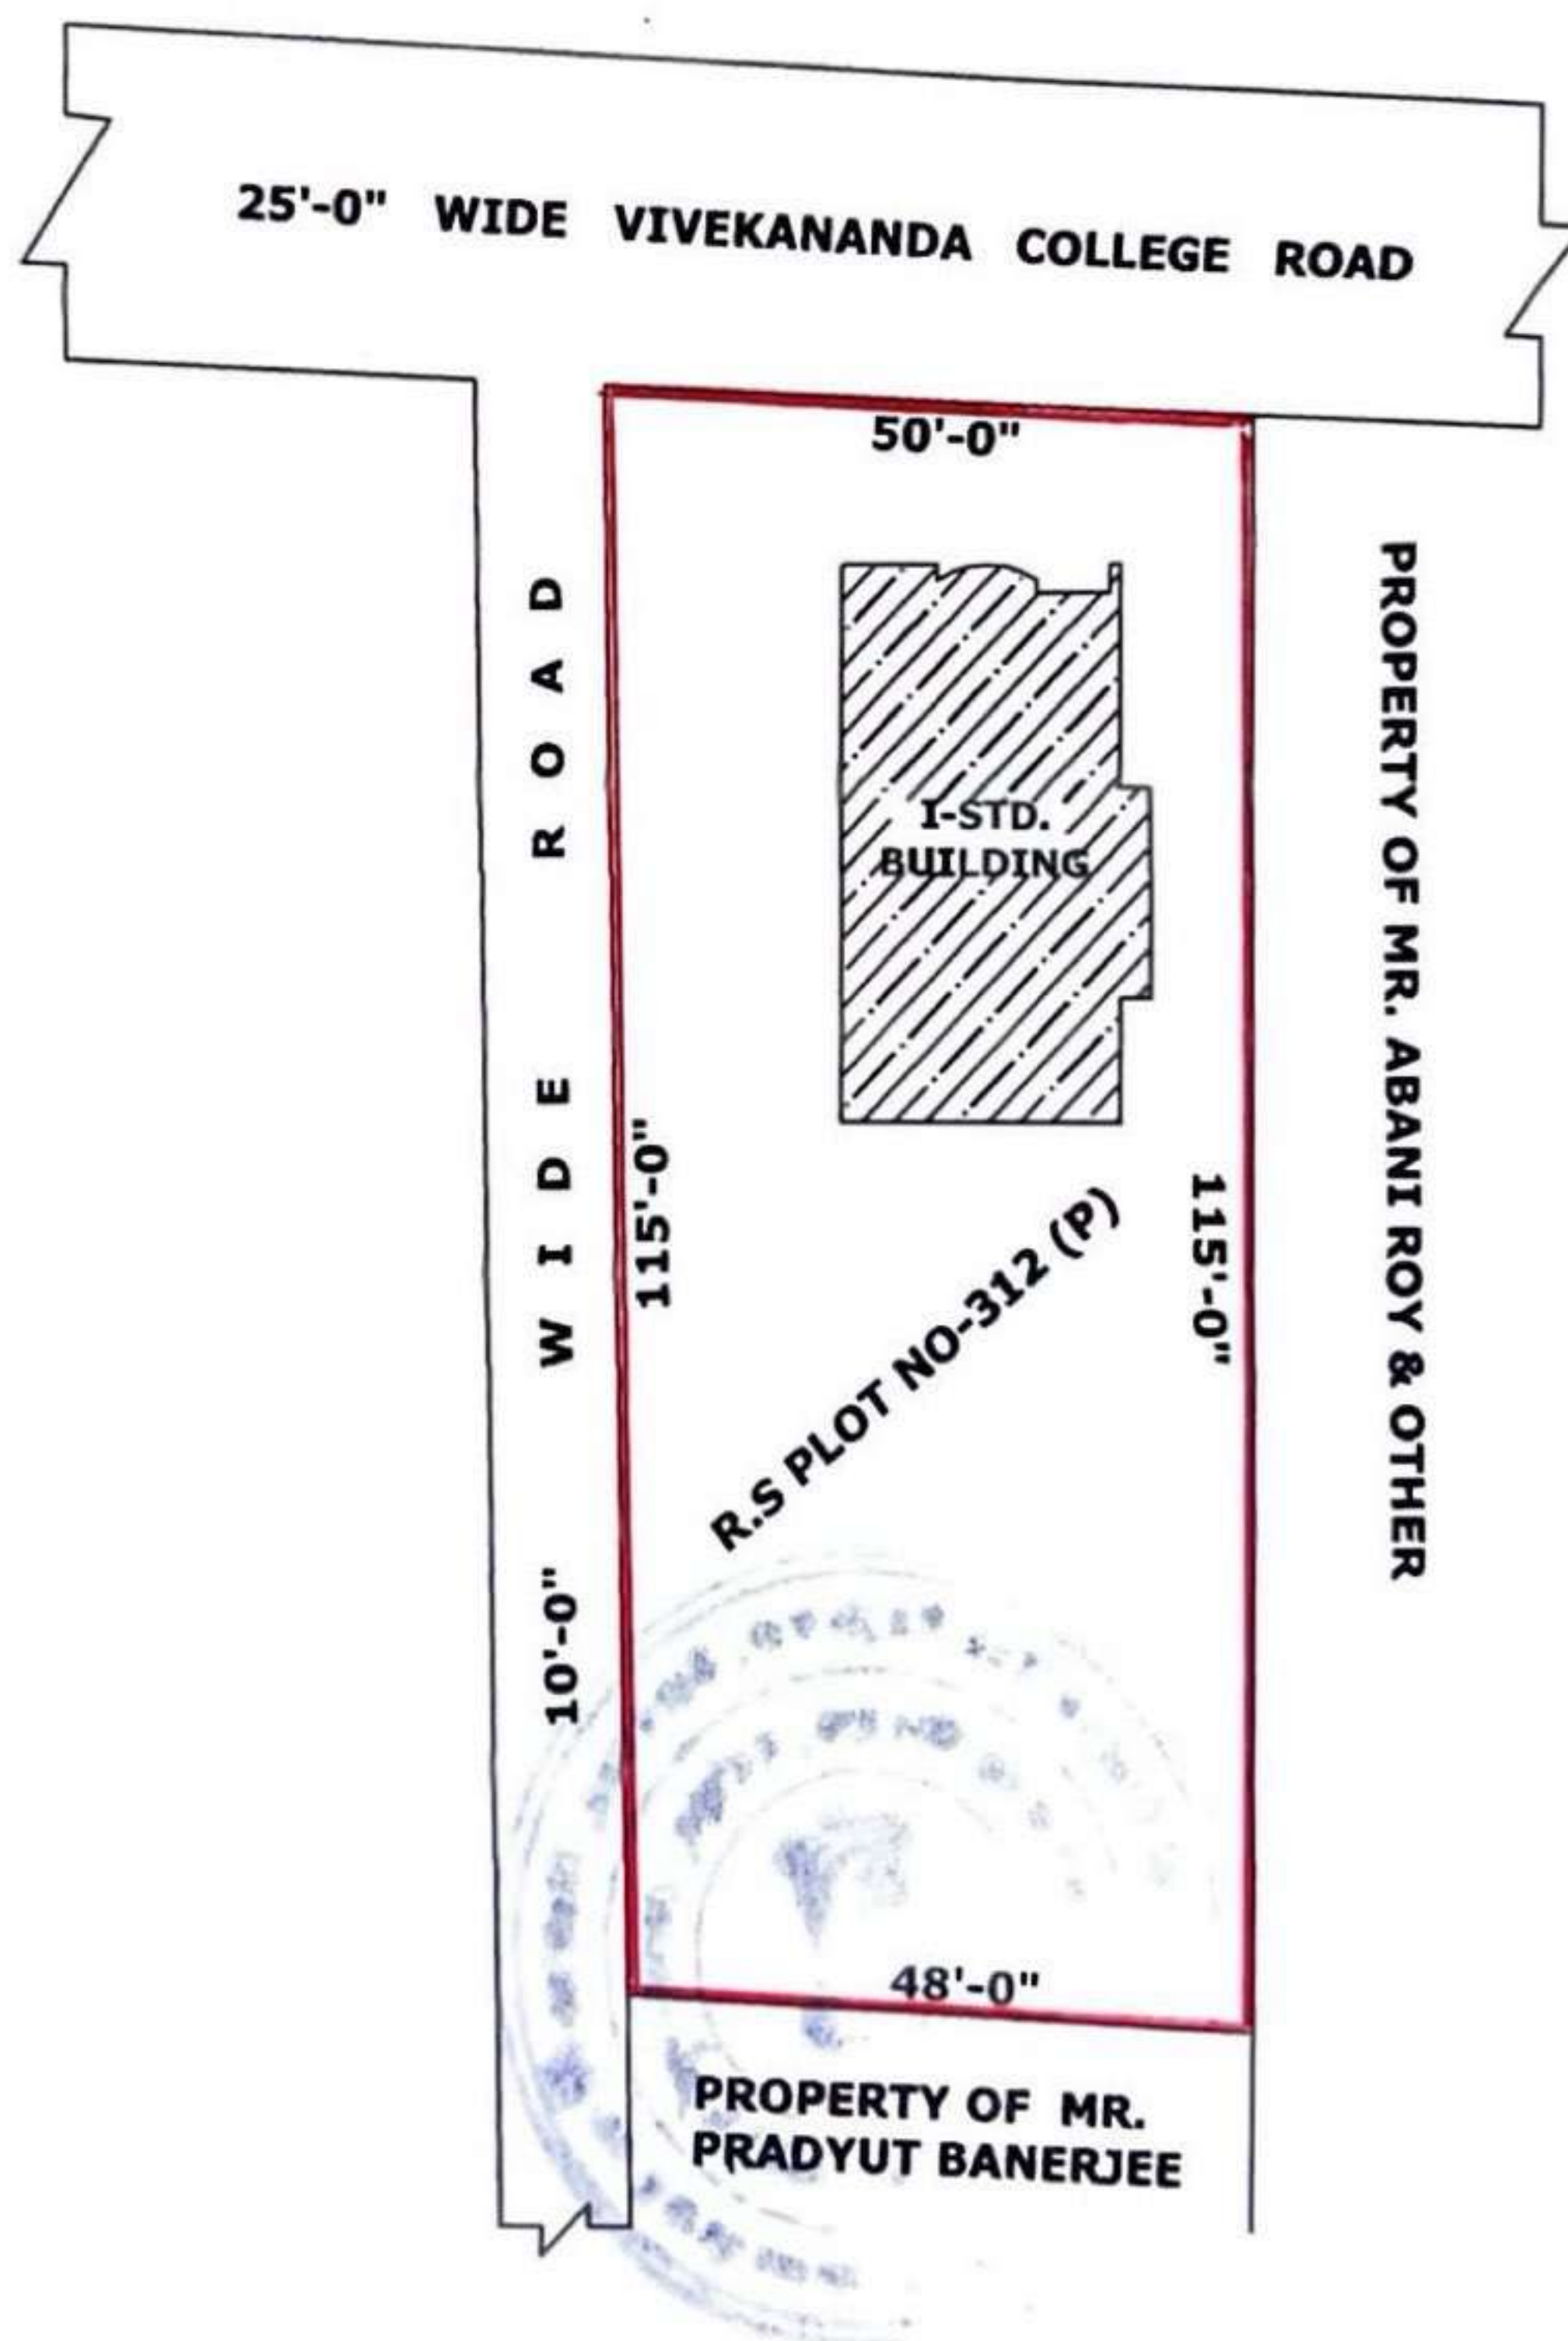 25'-0" WIDE VIVEKANANDA COLLEGE ROAD
50'-0"
I-STD.
BUILDING
10'-0" WIDE ROAD
115'-0"
115'-0"
R.S PLOT NO-312 (P)
PROPERTY OF MR. ABANI ROY & OTHER
48'-0"
PROPERTY OF MR.
PRADYUT BANERJEE